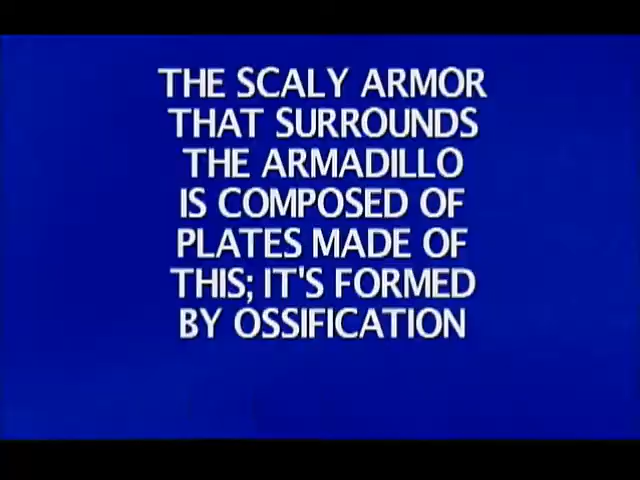 THE SCALY ARMOR
THAT SURROUNDS
THE ARMADILLO
IS COMPOSED OF
PLATES MADE OF
THIS; IT'S FORMED
BY OSSIFICATION